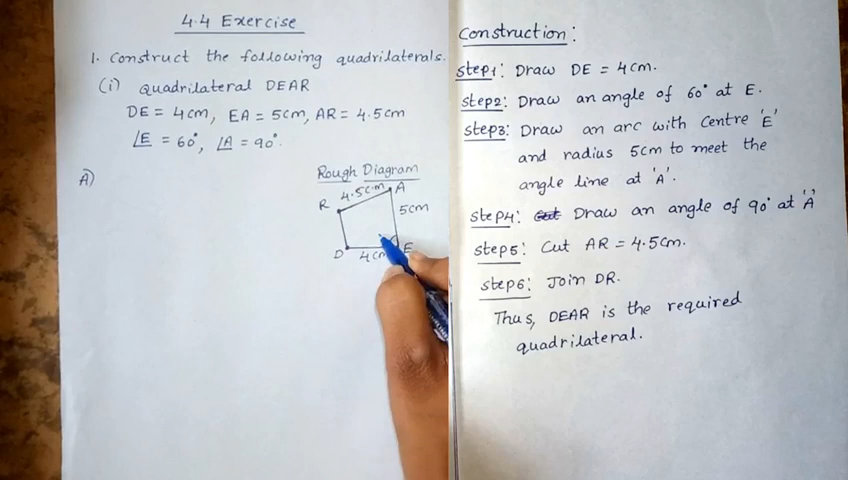 4.4 Exercise
1. Construct the following quadrilaterals.
(i) quadrilateral DEAR
DE = 4cm, EA = 5cm, AR = 4.5cm
∠E = 60°, ∠A = 90°.
A)
Rough Diagram
4.5cm
A
R
5cm
D
4cm
E
Construction:
Step1: Draw DE = 4cm.
Step2: Draw an angle of 60° at E.
Step3: Draw an arc with centre 'E'
and radius 5cm to meet the
angle line at 'A'.
Step4: Draw an angle of 90° at 'A'
Step5: Cut AR = 4.5cm.
Step6: Join DR.
Thus, DEAR is the required
quadrilateral.